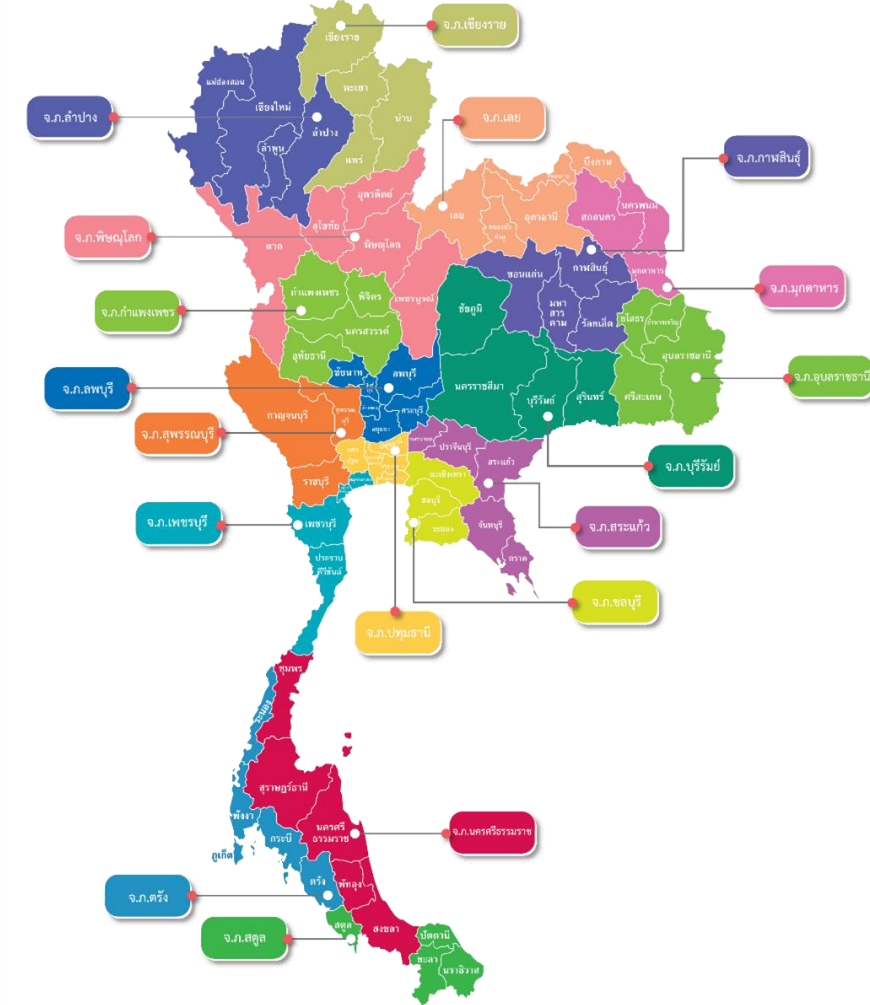 จ.ภ.เชียงราย
เชียงราย
แม่ฮ่องสอน
พะเยา
เชียงใหม่
น่าน
จ.ภ.ลำปาง
จ.ภ.เลย
ลำปาง
ลำพูน
แพร่
จ.ภ.กาฬสินธุ์
บึงกาฬ
อุตรดิตถ์
นครพนม
สกลนคร
เลย
อุดรธานี
สุโขทัย
จ.ภ.พิษณุโลก
ตาก
พิษณุโลก
กาฬสินธุ์
ขอนแก่น
มุกดาหาร
จ.ภ.มุกดาหาร
กำแพงเพชร
พิจิตร
เพชรบูรณ์
ชัยภูมิ
มหา
สาร
คาม
จ.ภ.กำแพงเพชร
ร้อยเอ็ด
ยโสธร
นครสวรรค์
อุบลราชธานี
อุทัยธานี
ชัยนาท
ลพบุรี
จ.ภ.อุบลราชธานี
จ.ภ.ลพบุรี
นครราชสีมา
บุรีรัมย์
สุรินทร์
ศรีสะเกษ
กาญจนบุรี
สระบุรี
จ.ภ.สุพรรณบุรี
ปราจีนบุรี
สระแก้ว
จ.ภ.บุรีรัมย์
ราชบุรี
ฉะเชิงเทรา
ชลบุรี
จ.ภ.เพชรบุรี
เพชรบุรี
จ.ภ.สระแก้ว
ระยอง
จันทบุรี
ตราด
ประจวบ
คีรีขันธ์
จ.ภ.ชลบุรี
จ.ภ.ปทุมธานี
ชุมพร
ระนอง
สุราษฎร์ธานี
พังงา
นครศรี
ธรรมราช
จ.ภ.นครศรีธรรมราช
กระบี่
ภูเก็ต
ตรัง
พัทลุง
จ.ภ.ตรัง
สตูล
สงขลา
จ.ภ.สตูล
ปัตตานี
ยะลา
นราธิวาส